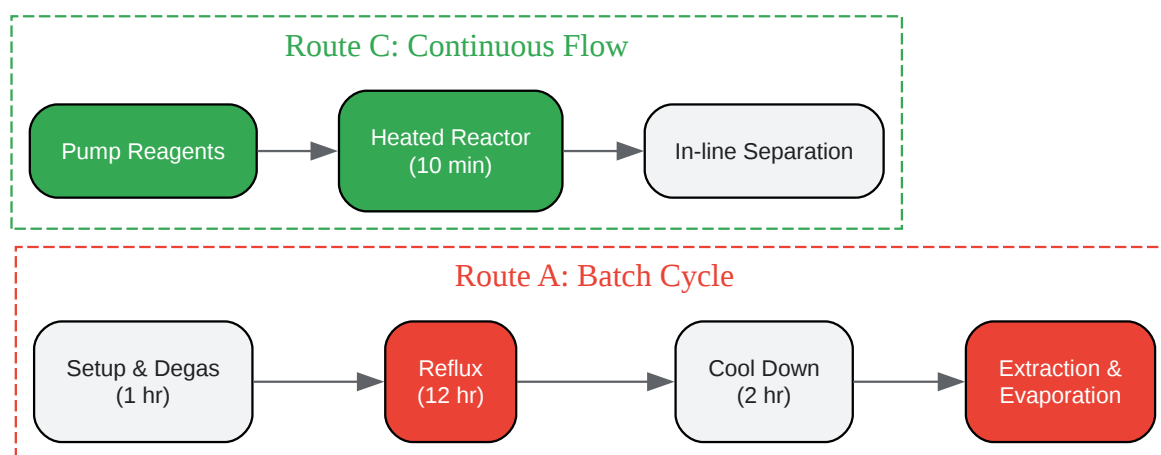 Route C: Continuous Flow
Pump Reagents
Heated Reactor
(10 min)
In-line Separation
Route A: Batch Cycle
Setup & Degas
(1 hr)
Reflux
(12 hr)
Cool Down
(2 hr)
Extraction &
Evaporation